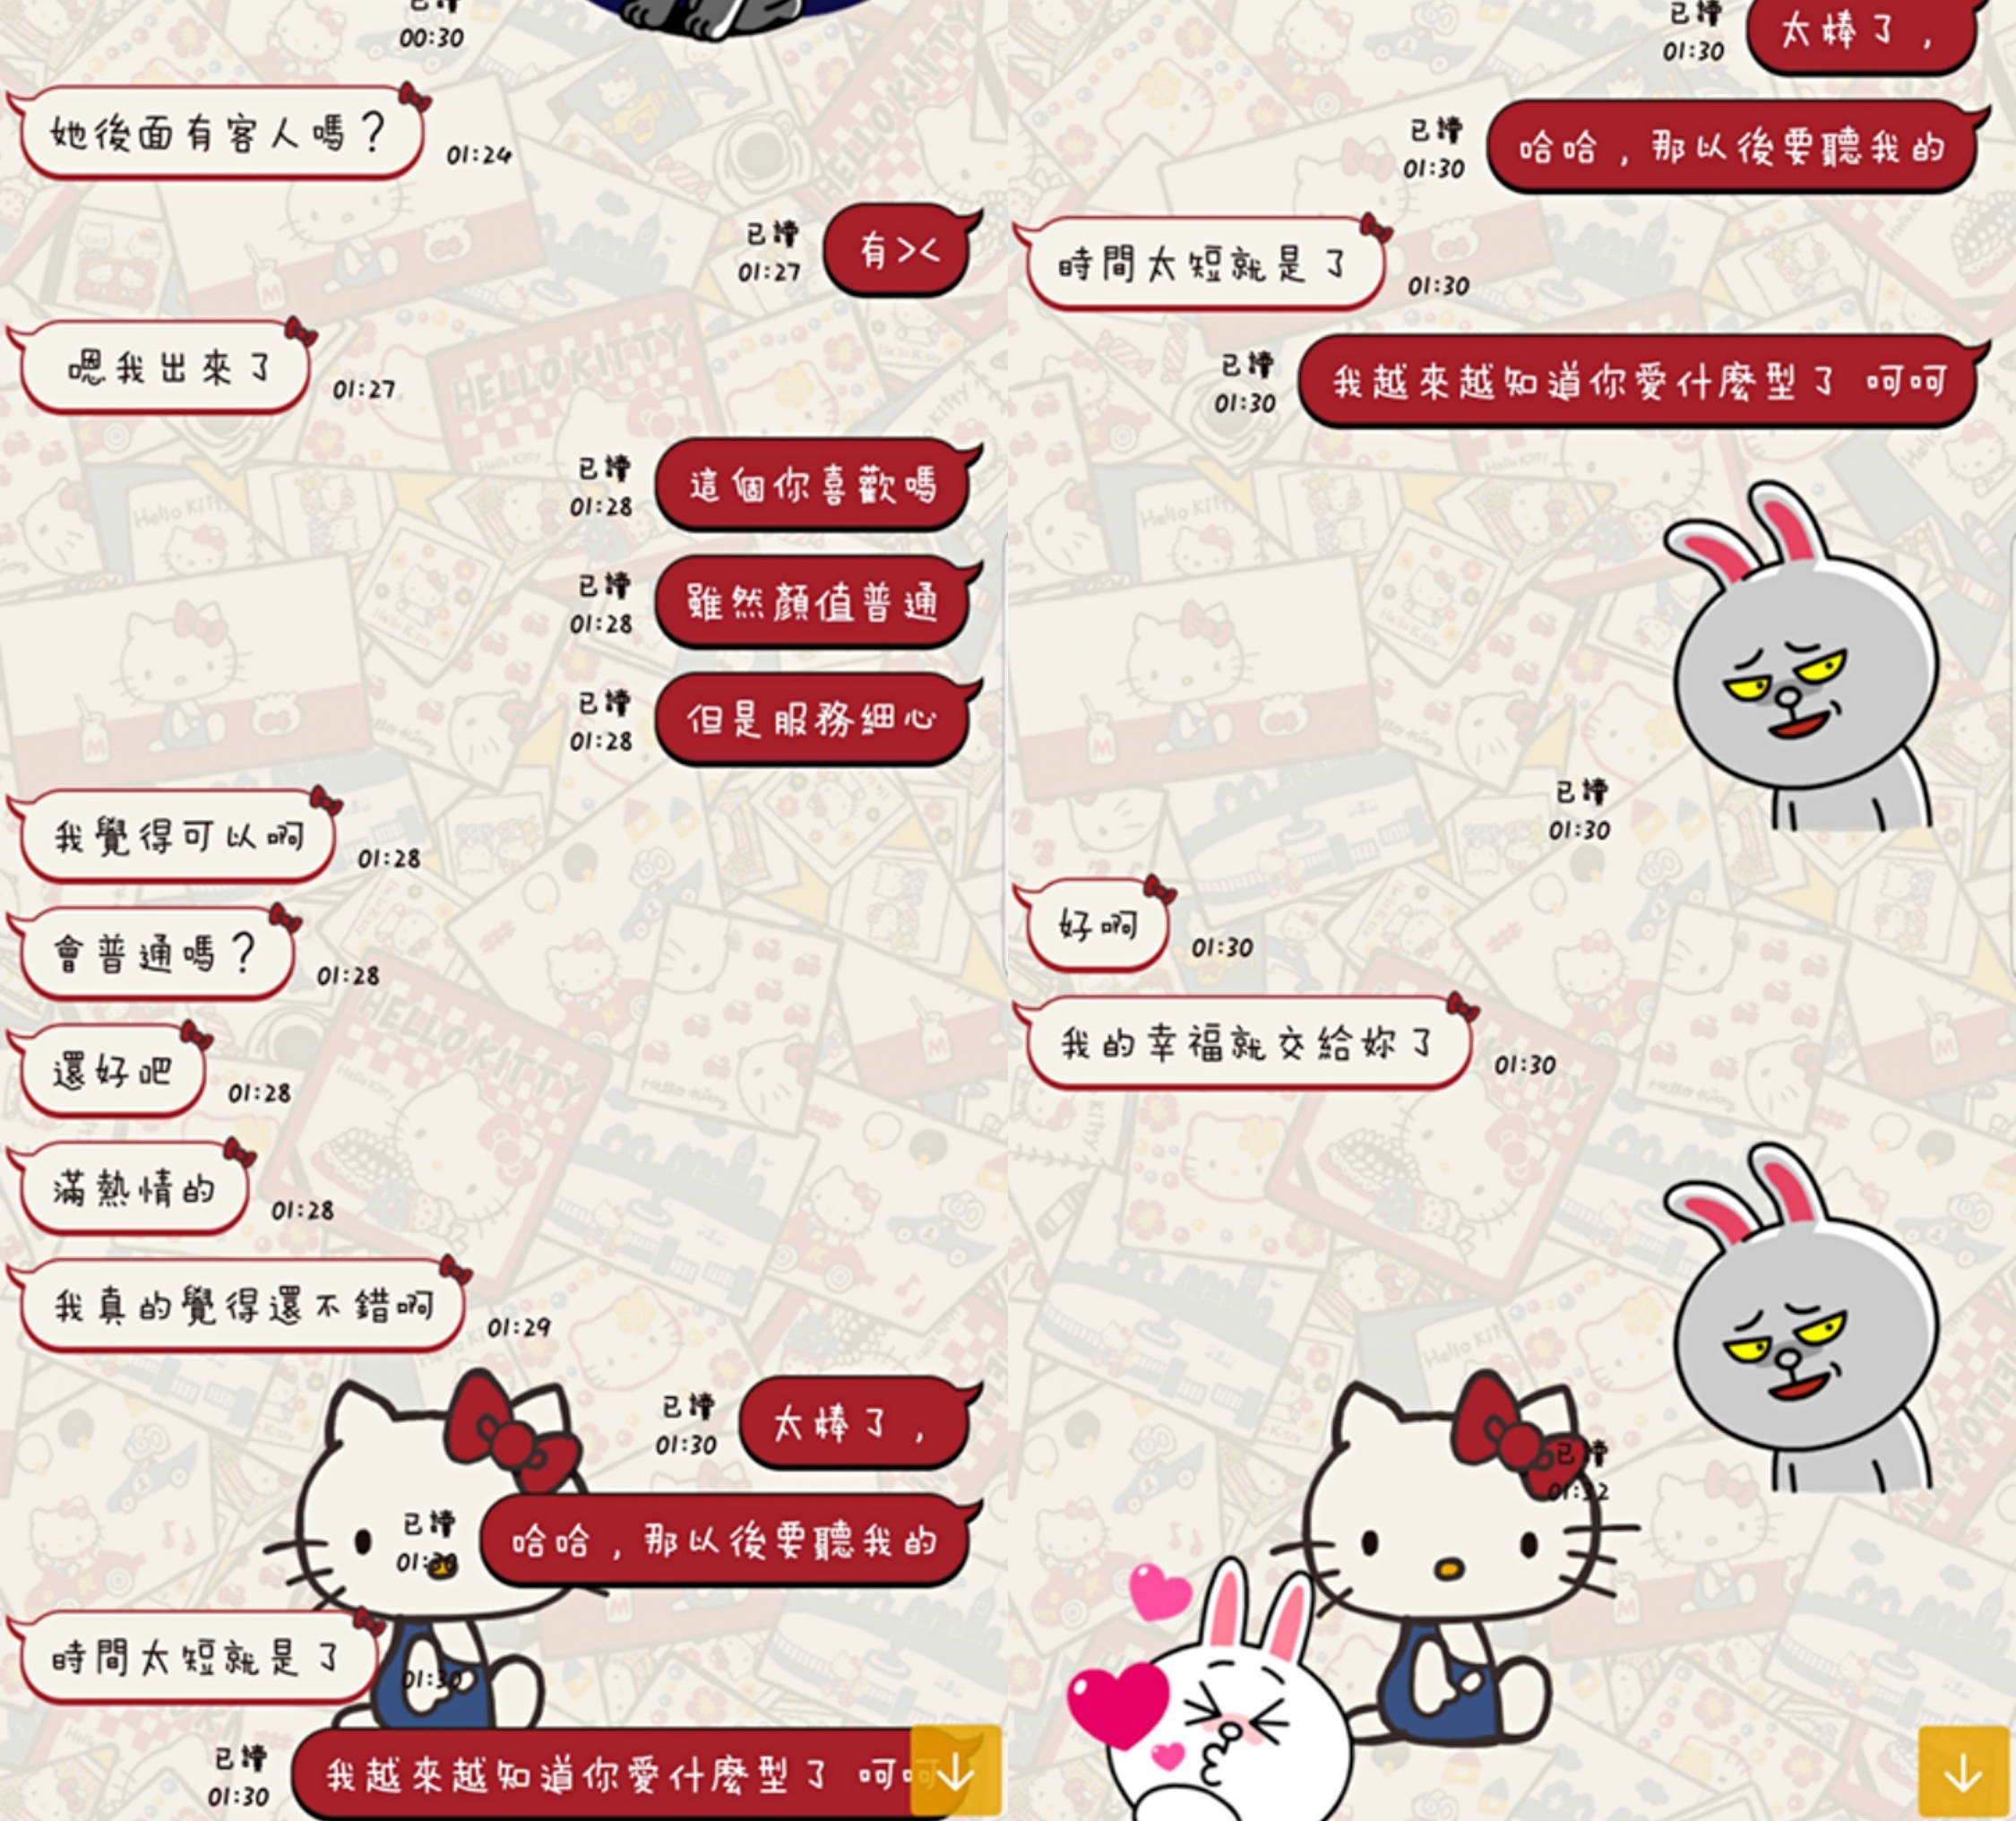 已讀
00:30
她後面有客人嗎？
01:24
已讀
01:27
有><
嗯我出來了
01:27
已讀
01:28
這個你喜歡嗎
已讀
01:28
雖然顏值普通
已讀
01:28
但是服務細心
我覺得可以啊
01:28
會普通嗎？
01:28
還好吧
01:28
滿熱情的
01:28
我真的覺得還不錯啊
01:29
已讀
01:30
太棒了，
已讀
01:30
哈哈，那以後要聽我的
時間太短就是了
01:30
已讀
01:30
我越來越知道你愛什麼型了 呵呵
已讀
01:30
太棒了，
已讀
01:30
哈哈，那以後要聽我的
時間太短就是了
01:30
已讀
01:30
我越來越知道你愛什麼型了 呵呵
已讀
01:30
好啊
01:30
我的幸福就交給妳了
01:30
已讀
01:32
HELLO KITTY
Hello Kitty
HELLO KITTY
Hello Kitty